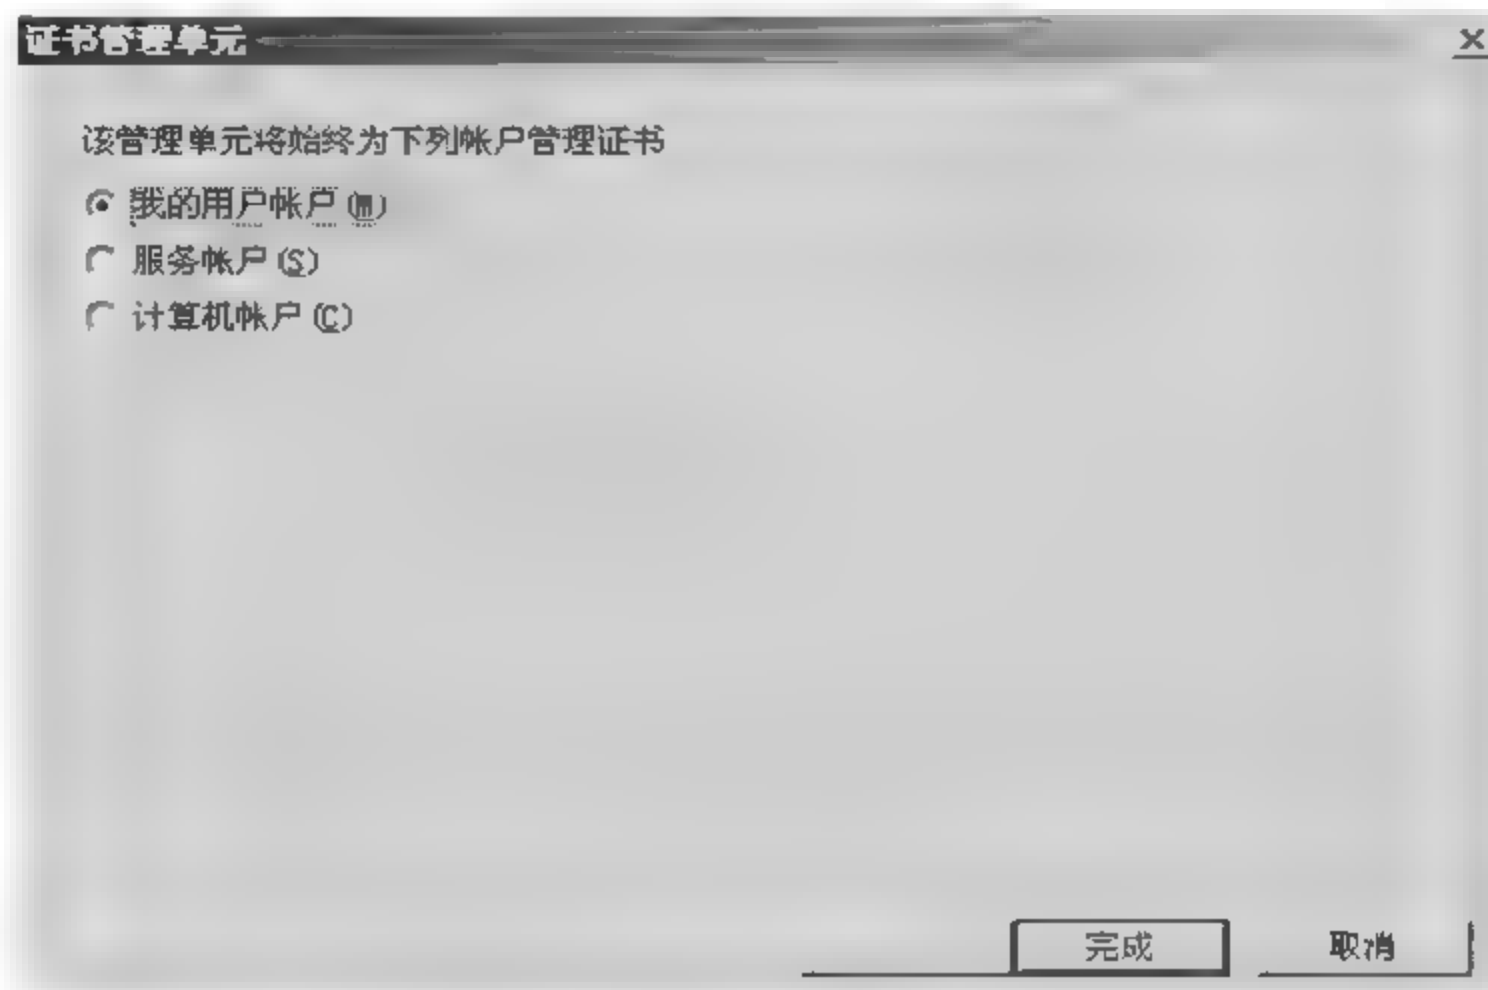 证书管理单元
该管理单元将始终为下列帐户管理证书
我的用户帐户(M)
服务帐户(S)
计算机帐户(C)
完成
取消